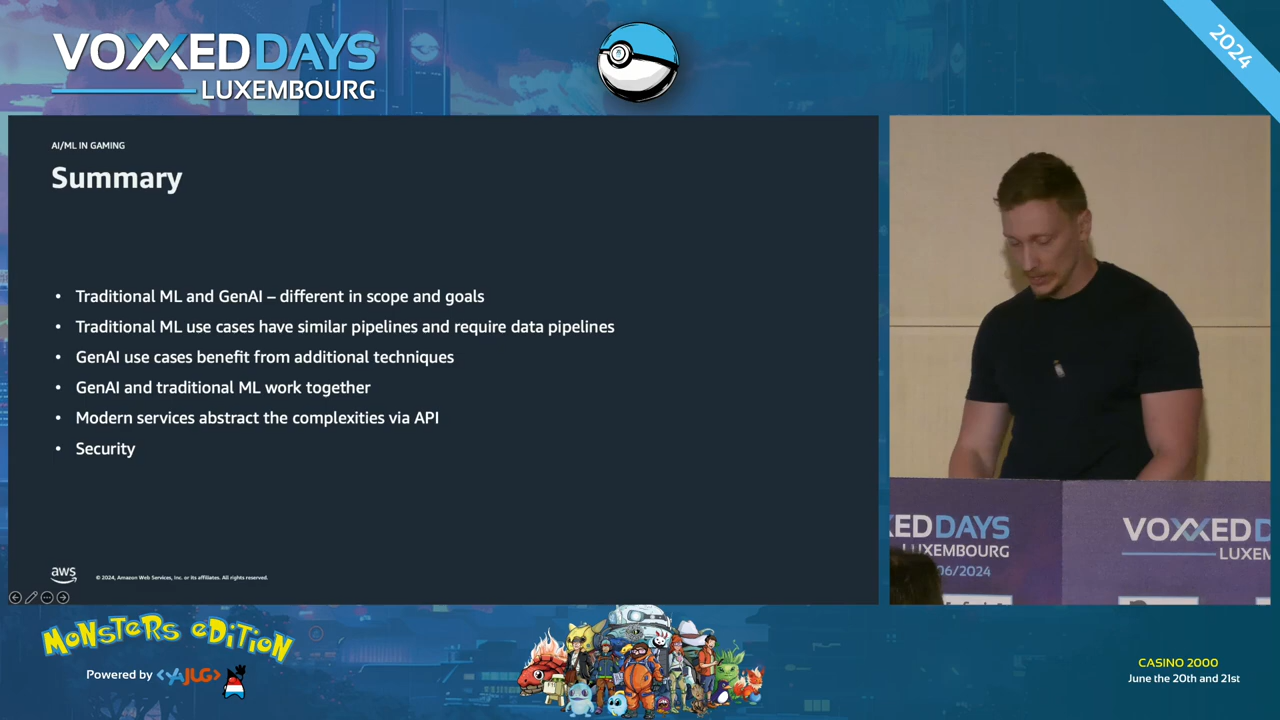 VOXXED DAYS
LUXEMBOURG
2024
AI/ML IN GAMING
Summary
• Traditional ML and GenAI – different in scope and goals
• Traditional ML use cases have similar pipelines and require data pipelines
• GenAI use cases benefit from additional techniques
• GenAI and traditional ML work together
• Modern services abstract the complexities via API
• Security
aws
© 2024, Amazon Web Services, Inc. or its affiliates. All rights reserved.
XED DAYS
LUXEMBOURG
06/2024
VOXXED D
LUXEM
MONSTERS EDITION
Powered by <YAJUG>
CASINO 2000
June the 20th and 21st